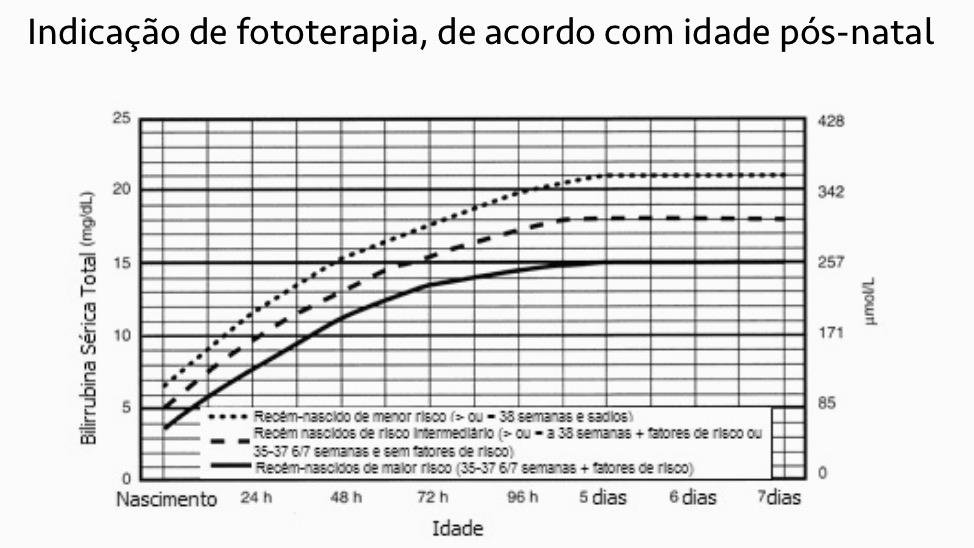 Indicação de fototerapia, de acordo com idade pós-natal
25
20
15
10
5
0
Bilirrubina Sérica Total (mg/dL)
428
342
257
171
85
0
µmol/L
Recém-nascido de menor risco (> ou = 38 semanas e sadios)
Recém nascidos de risco intermediário (> ou = a 38 semanas + fatores de risco ou
35-37 6/7 semanas e sem fatores de risco)
Recém-nascidos de maior risco (35-37 6/7 semanas + fatores de risco)
Nascimento 24 h 48 h 72 h 96 h 5 dias 6 dias 7 dias
Idade